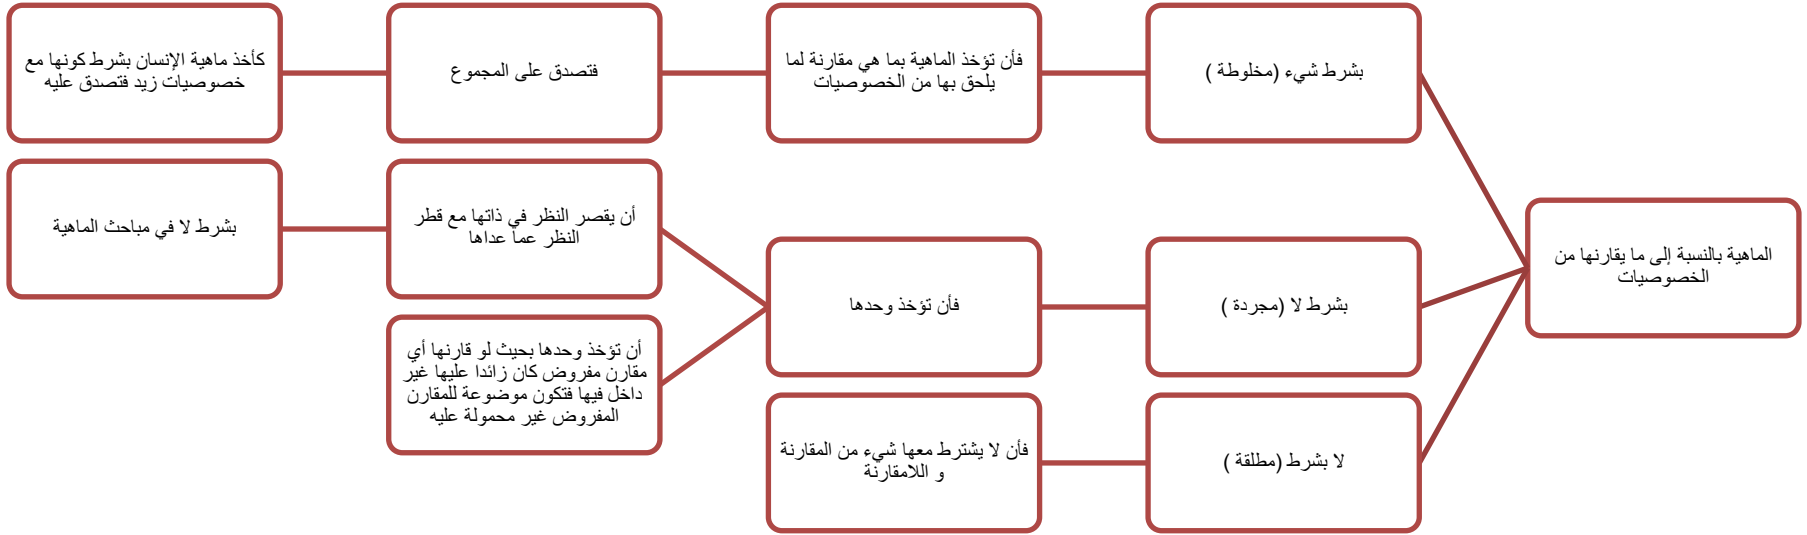 الماهية بالنسبة إلى ما يقارنها من
الخصوصيات
بشرط شيء (مخلوطة )
فأن تؤخذ الماهية بما هي مقارنة لما
يلحق بها من الخصوصيات
فتصدق على المجموع
كأخذ ماهية الإنسان بشرط كونها مع
خصوصيات زيد فتصدق عليه
بشرط لا (مجردة )
فأن تؤخذ وحدها
أن يقصر النظر في ذاتها مع قطر
النظر عما عداها
بشرط لا في مباحث الماهية
أن تؤخذ وحدها بحيث لو قارنها أي
مقارن مفروض كان زائدا عليها غير
داخل فيها فتكون موضوعة للمقارن
المفروض غير محمولة عليه
لا بشرط (مطلقة )
فأن لا يشترط معها شيء من المقارنة
و اللامقارنة